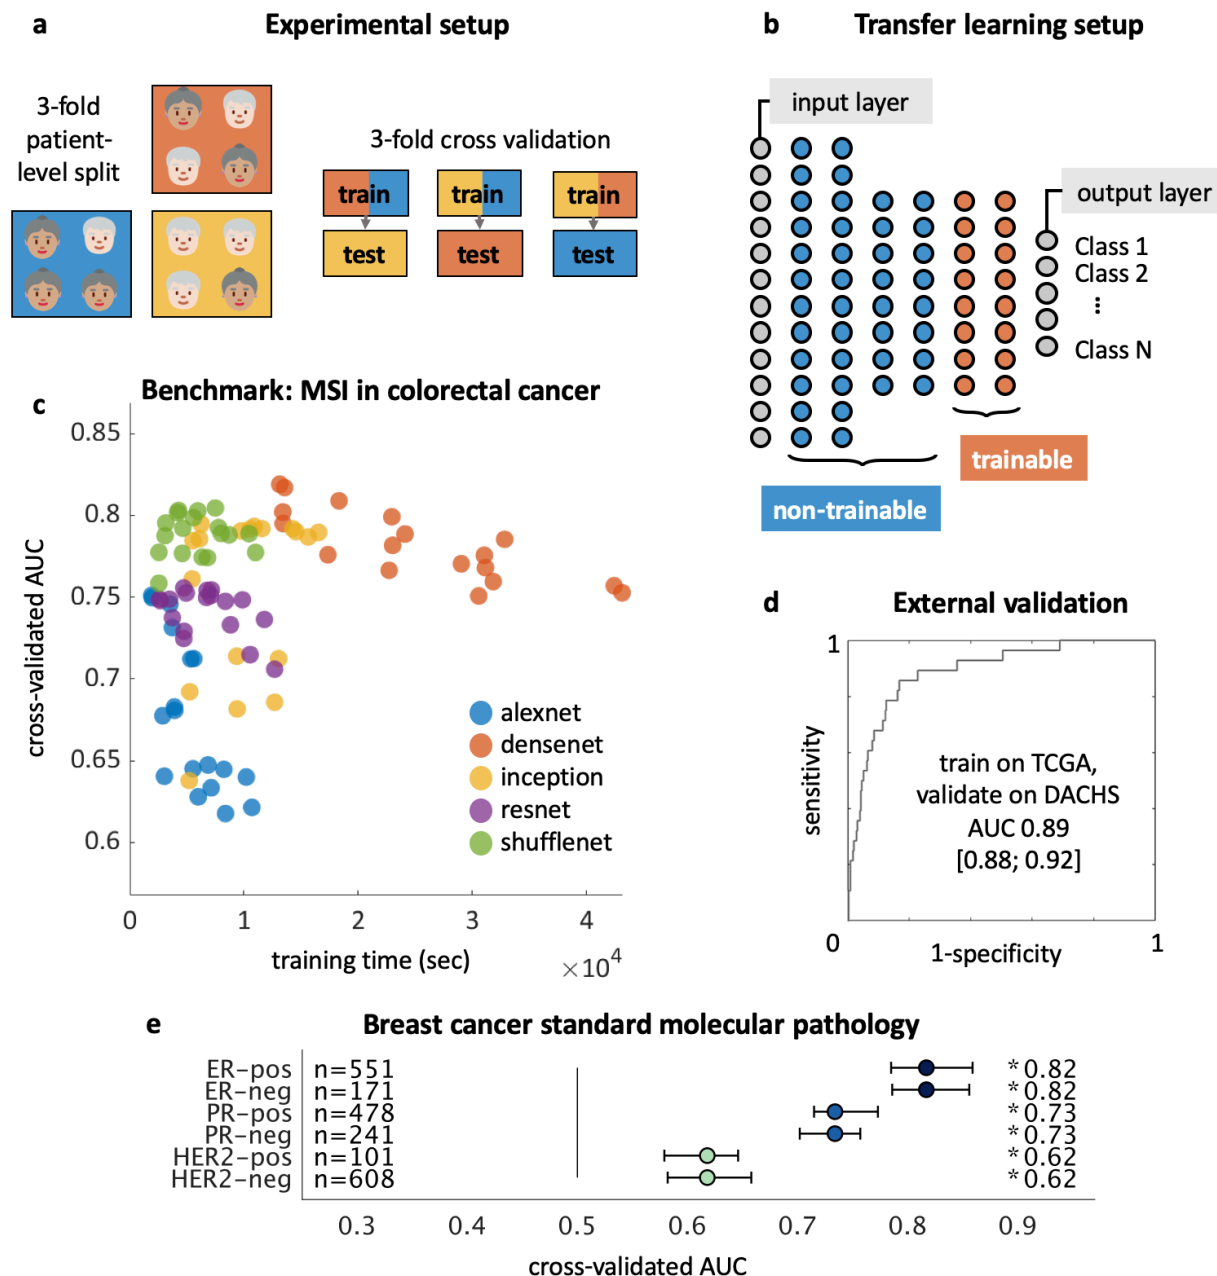 a
Experimental setup
3-fold
patient-
level split
3-fold cross validation
train
train
train
test
test
test
b
Transfer learning setup
input layer
output layer
Class 1
Class 2
⋮
Class N
trainable
non-trainable
c
Benchmark: MSI in colorectal cancer
cross-validated AUC
0.85
0.8
0.75
0.7
0.65
0.6
alexnet
densenet
inception
resnet
shufflenet
0
1
2
3
4
training time (sec)
×10⁴
d
External validation
1
sensitivity
train on TCGA,
validate on DACHS
AUC 0.89
[0.88; 0.92]
0
1-specificity
1
e
Breast cancer standard molecular pathology
ER-pos n=551 *0.82
ER-neg n=171 *0.82
PR-pos n=478 *0.73
PR-neg n=241 *0.73
HER2-pos n=101 *0.62
HER2-neg n=608 *0.62
0.3 0.4 0.5 0.6 0.7 0.8 0.9
cross-validated AUC